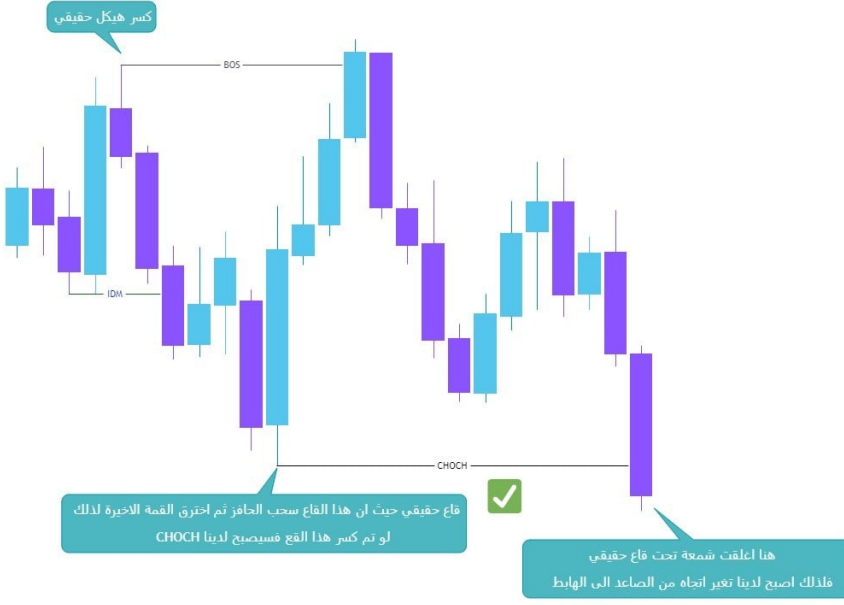 كسر هيكل حقيقي
BOS
IDM
CHOCH
قاع حقيقي حيث ان هذا القاع سحب الحافز ثم اخترق القمة الاخيرة لذلك
لو تم كسر هذا القع فسيصبح لدينا CHOCH
هنا اغلقت شمعة تحت قاع حقيقي
فلذلك اصبح لدينا تغير اتجاه من الصاعد الى الهابط